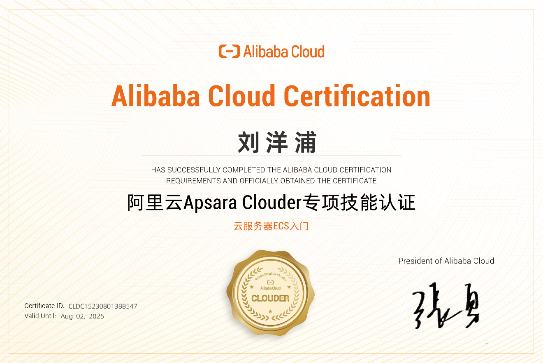 Alibaba Cloud
Alibaba Cloud Certification
刘洋浦
HAS SUCCESSFULLY COMPLETED THE ALIBABA CLOUD CERTIFICATION
REQUIREMENTS AND OFFICIALLY OBTAINED THE CERTIFICATE
阿里云Apsara Clouder专项技能认证
云服务器ECS入门
President of Alibaba Cloud
Alibaba Cloud
CLOUDER
Certificate ID: CLDC15230801388547
Valid Until: Aug. 02, 2025
张勇